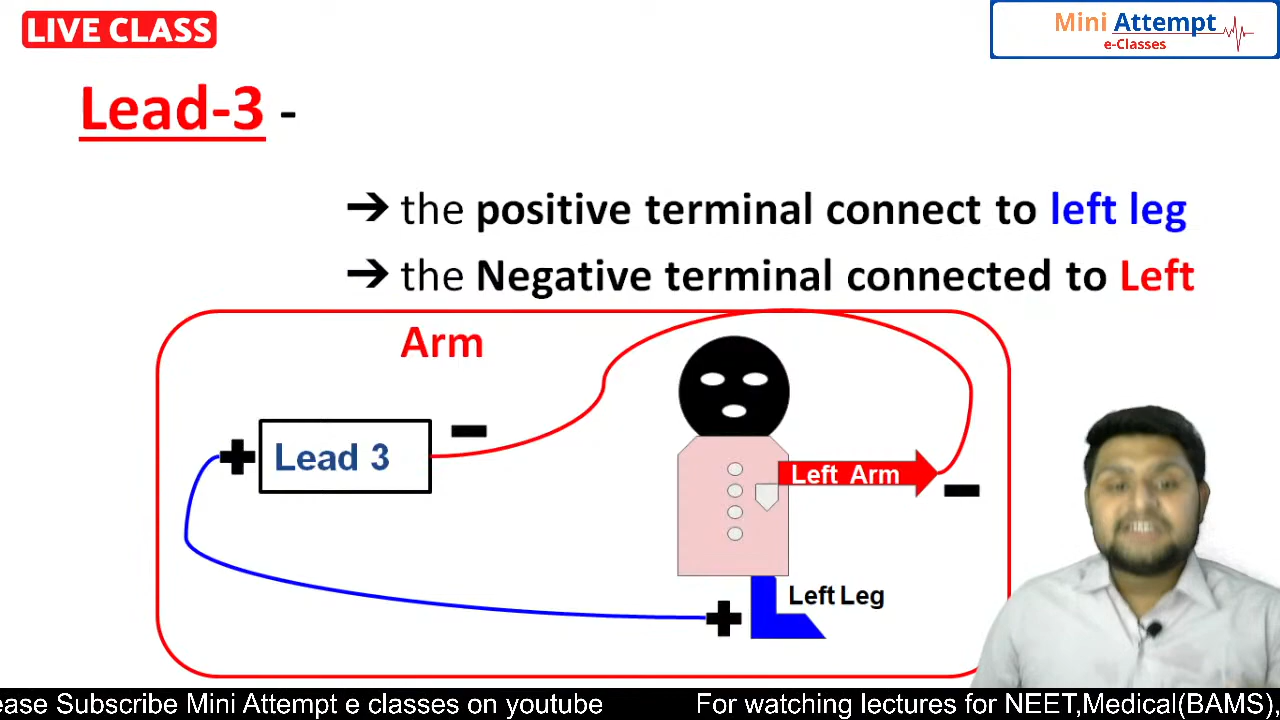 LIVE CLASS
Mini Attempt
e-Classes
Lead-3 -
➔ the positive terminal connect to left leg
➔ the Negative terminal connected to Left
Arm
+ Lead 3 -
Left Arm
-
Left Leg
+
ease Subscribe Mini Attempt e classes on youtube For watching lectures for NEET,Medical(BAMS),